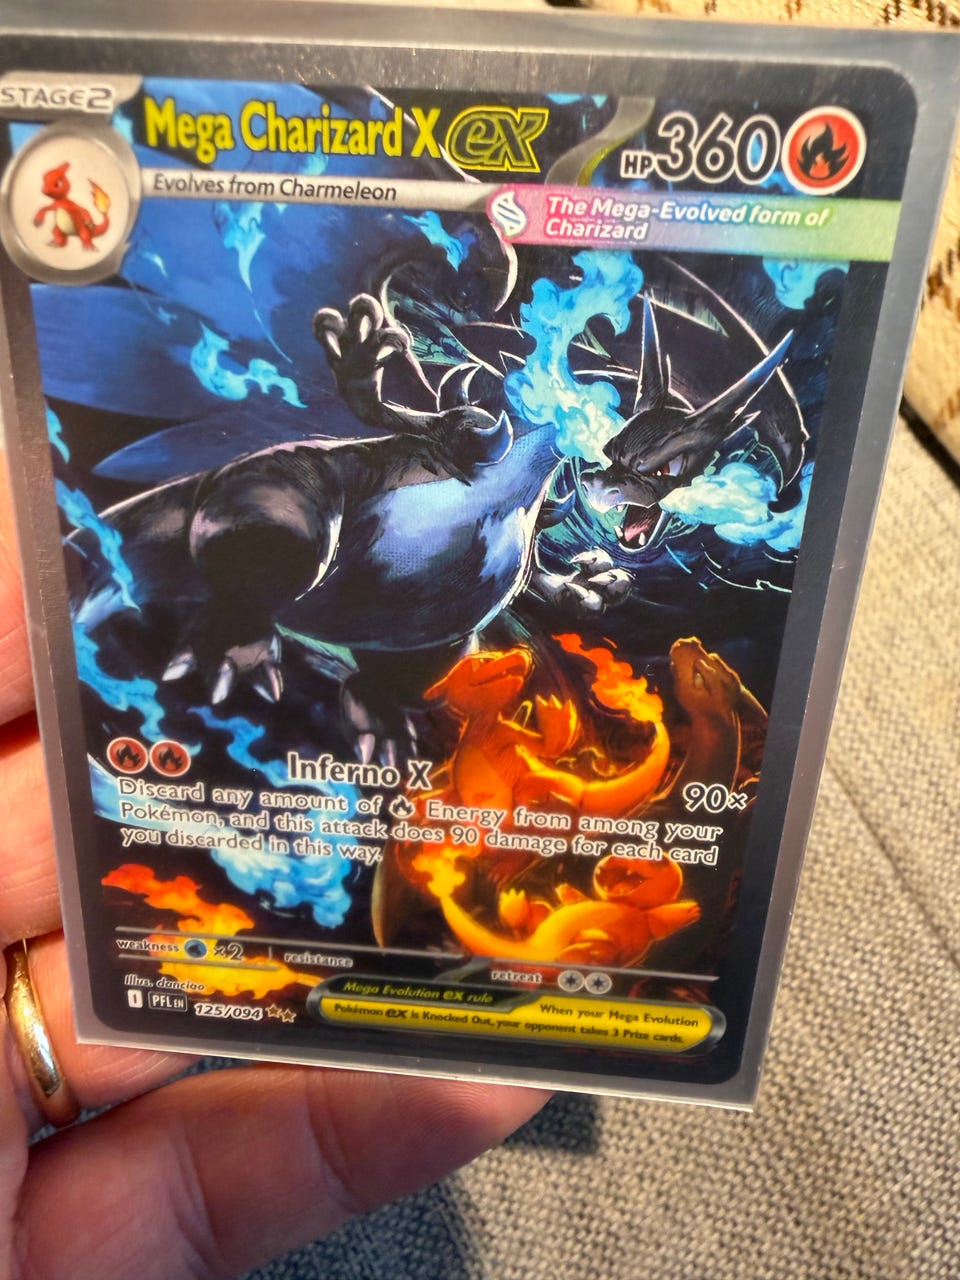 STAGE2
Mega Charizard X ex
HP 360
Evolves from Charmeleon
The Mega-Evolved form of
Charizard
Inferno X
90×
Discard any amount of Energy from among your
Pokémon, and this attack does 90 damage for each card
you discarded in this way.
weakness ×2
resistance
retreat
Illus. danciao
I PFL EN 125/094
Mega Evolution ex rule
When your Mega Evolution
Pokémon ex is Knocked Out, your opponent takes 3 Prize cards.